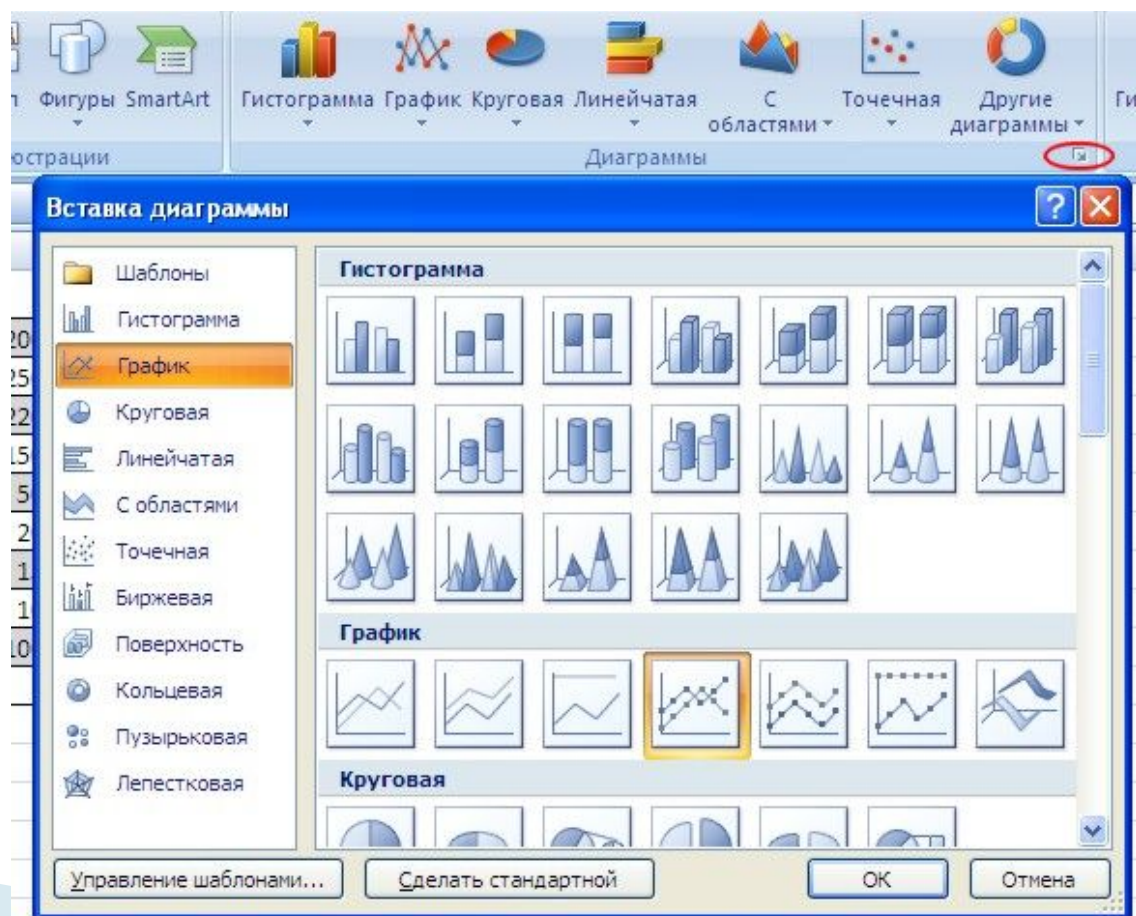 Фигуры SmartArt Гистограмма График Круговая Линейчатая С областями Точечная Другие диаграммы
Диаграммы
Вставка диаграммы
Шаблоны
Гистограмма
График
Круговая
Линейчатая
С областями
Точечная
Биржевая
Поверхность
Кольцевая
Пузырьковая
Лепестковая
Гистограмма
График
Круговая
Управление шаблонами...
Сделать стандартной
ОК
Отмена